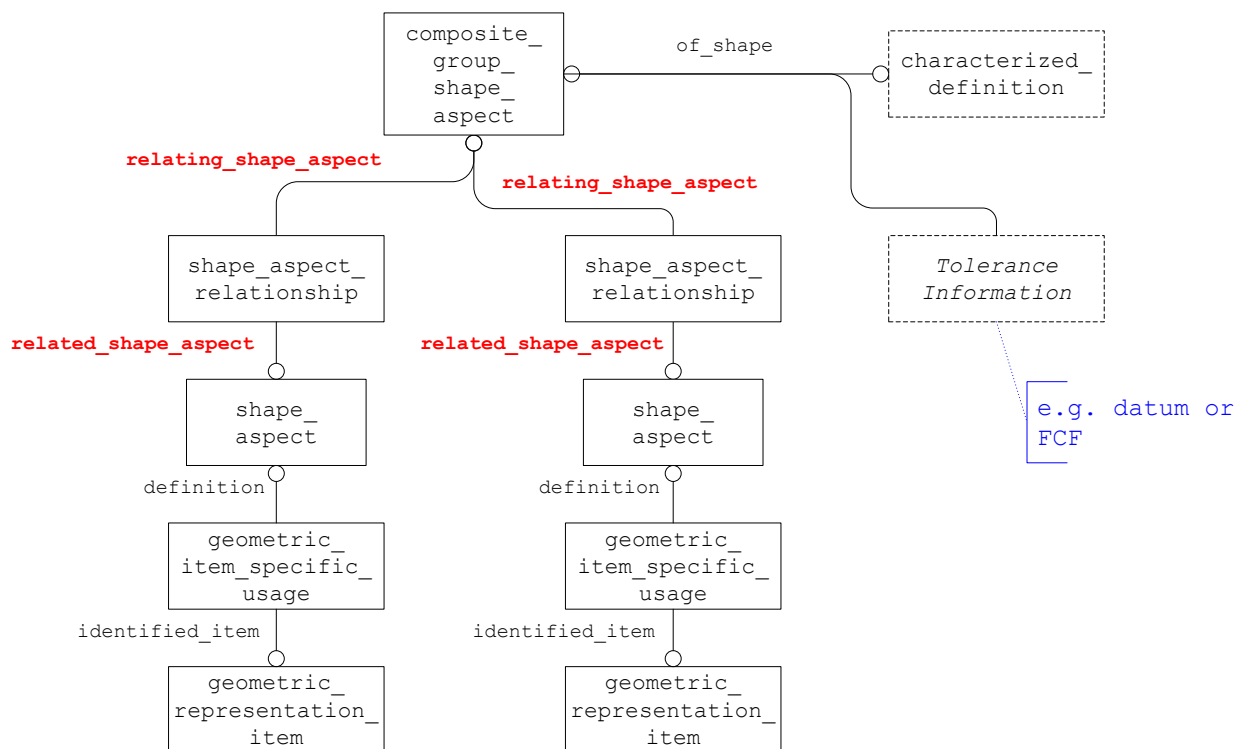 composite_
group_
shape_
aspect
of_shape
characterized_
definition
relating_shape_aspect
relating_shape_aspect
shape_aspect_
relationship
shape_aspect_
relationship
Tolerance
Information
related_shape_aspect
related_shape_aspect
shape_
aspect
shape_
aspect
e.g. datum or
FCF
definition
definition
geometric_
item_specific_
usage
geometric_
item_specific_
usage
identified_item
identified_item
geometric_
representation_
item
geometric_
representation_
item